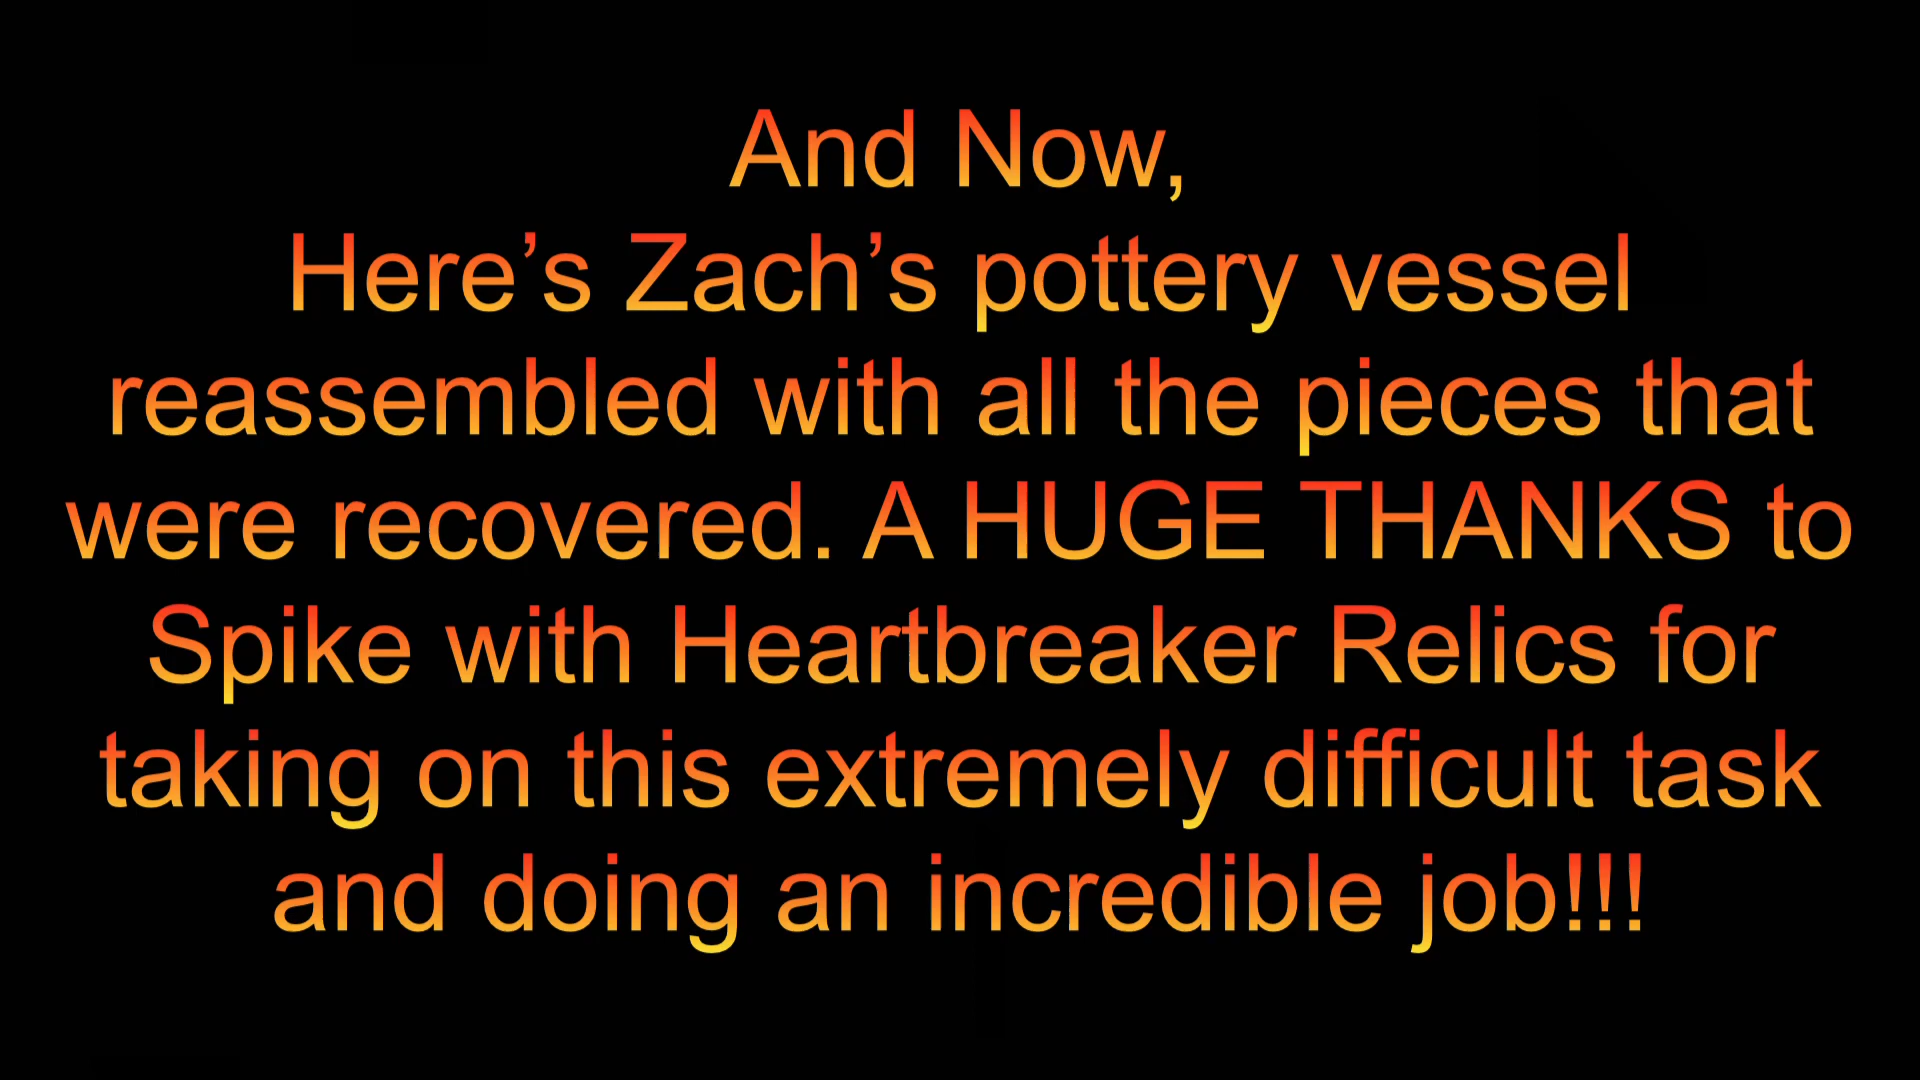 And Now,
Here’s Zach’s pottery vessel
reassembled with all the pieces that
were recovered. A HUGE THANKS to
Spike with Heartbreaker Relics for
taking on this extremely difficult task
and doing an incredible job!!!